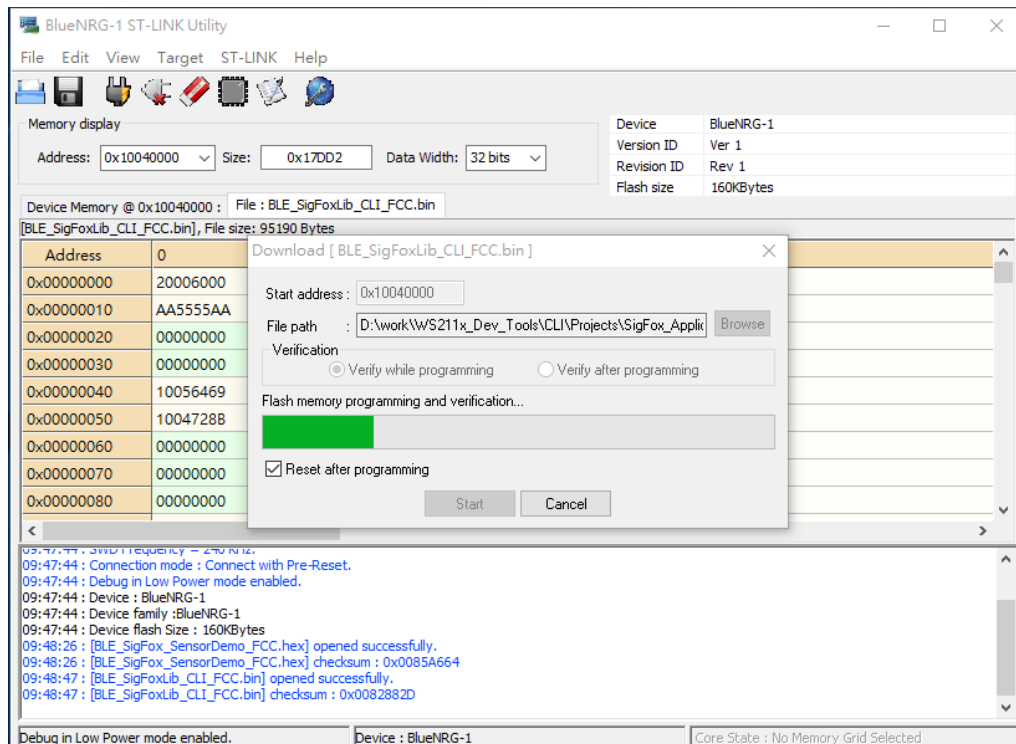 BlueNRG-1 ST-LINK Utility
File Edit View Target ST-LINK Help
Memory display
Address: 0x10040000 Size: 0x17DD2 Data Width: 32 bits
Device BlueNRG-1
Version ID Ver 1
Revision ID Rev 1
Flash size 160KBytes
Device Memory @ 0x10040000 : File : BLE_SigFoxLib_CLI_FCC.bin
[BLE_SigFoxLib_CLI_FCC.bin], File size: 95190 Bytes
Address 0
0x00000000 20006000
0x00000010 AA5555AA
0x00000020 00000000
0x00000030 00000000
0x00000040 10056469
0x00000050 1004728B
0x00000060 00000000
0x00000070 00000000
0x00000080 00000000
Download [ BLE_SigFoxLib_CLI_FCC.bin ]
Start address : 0x10040000
File path : D:\work\WS211x_Dev_Tools\CLI\Projects\SigFox_Applic Browse
Verification
Verify while programming Verify after programming
Flash memory programming and verification...
Reset after programming
Start Cancel
09:47:44 : SWD Frequency = 240 KHz.
09:47:44 : Connection mode : Connect with Pre-Reset.
09:47:44 : Debug in Low Power mode enabled.
09:47:44 : Device : BlueNRG-1
09:47:44 : Device family :BlueNRG-1
09:47:44 : Device flash Size : 160KBytes
09:48:26 : [BLE_SigFox_SensorDemo_FCC.hex] opened successfully.
09:48:26 : [BLE_SigFox_SensorDemo_FCC.hex] checksum : 0x0085A664
09:48:47 : [BLE_SigFoxLib_CLI_FCC.bin] opened successfully.
09:48:47 : [BLE_SigFoxLib_CLI_FCC.bin] checksum : 0x0082882D
Debug in Low Power mode enabled. Device : BlueNRG-1 Core State : No Memory Grid Selected